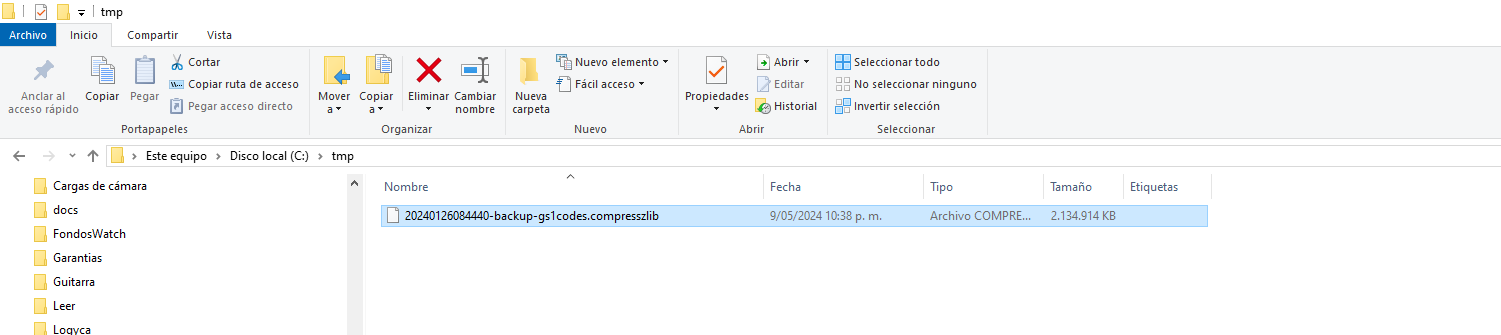 tmp
Archivo Inicio Compartir Vista
Anclar al acceso rápido
Copiar
Pegar
Cortar
Copiar ruta de acceso
Pegar acceso directo
Portapapeles
Mover a
Copiar a
Eliminar
Cambiar nombre
Organizar
Nueva carpeta
Nuevo elemento
Fácil acceso
Nuevo
Propiedades
Abrir
Editar
Historial
Abrir
Seleccionar todo
No seleccionar ninguno
Invertir selección
Seleccionar
Este equipo Disco local (C:) tmp
Cargas de cámara
docs
FondosWatch
Garantias
Guitarra
Leer
Logyca
Nombre Fecha Tipo Tamaño Etiquetas
20240126084440-backup-gs1codes.compresszlib 9/05/2024 10:38 p. m. Archivo COMPRE... 2.134.914 KB